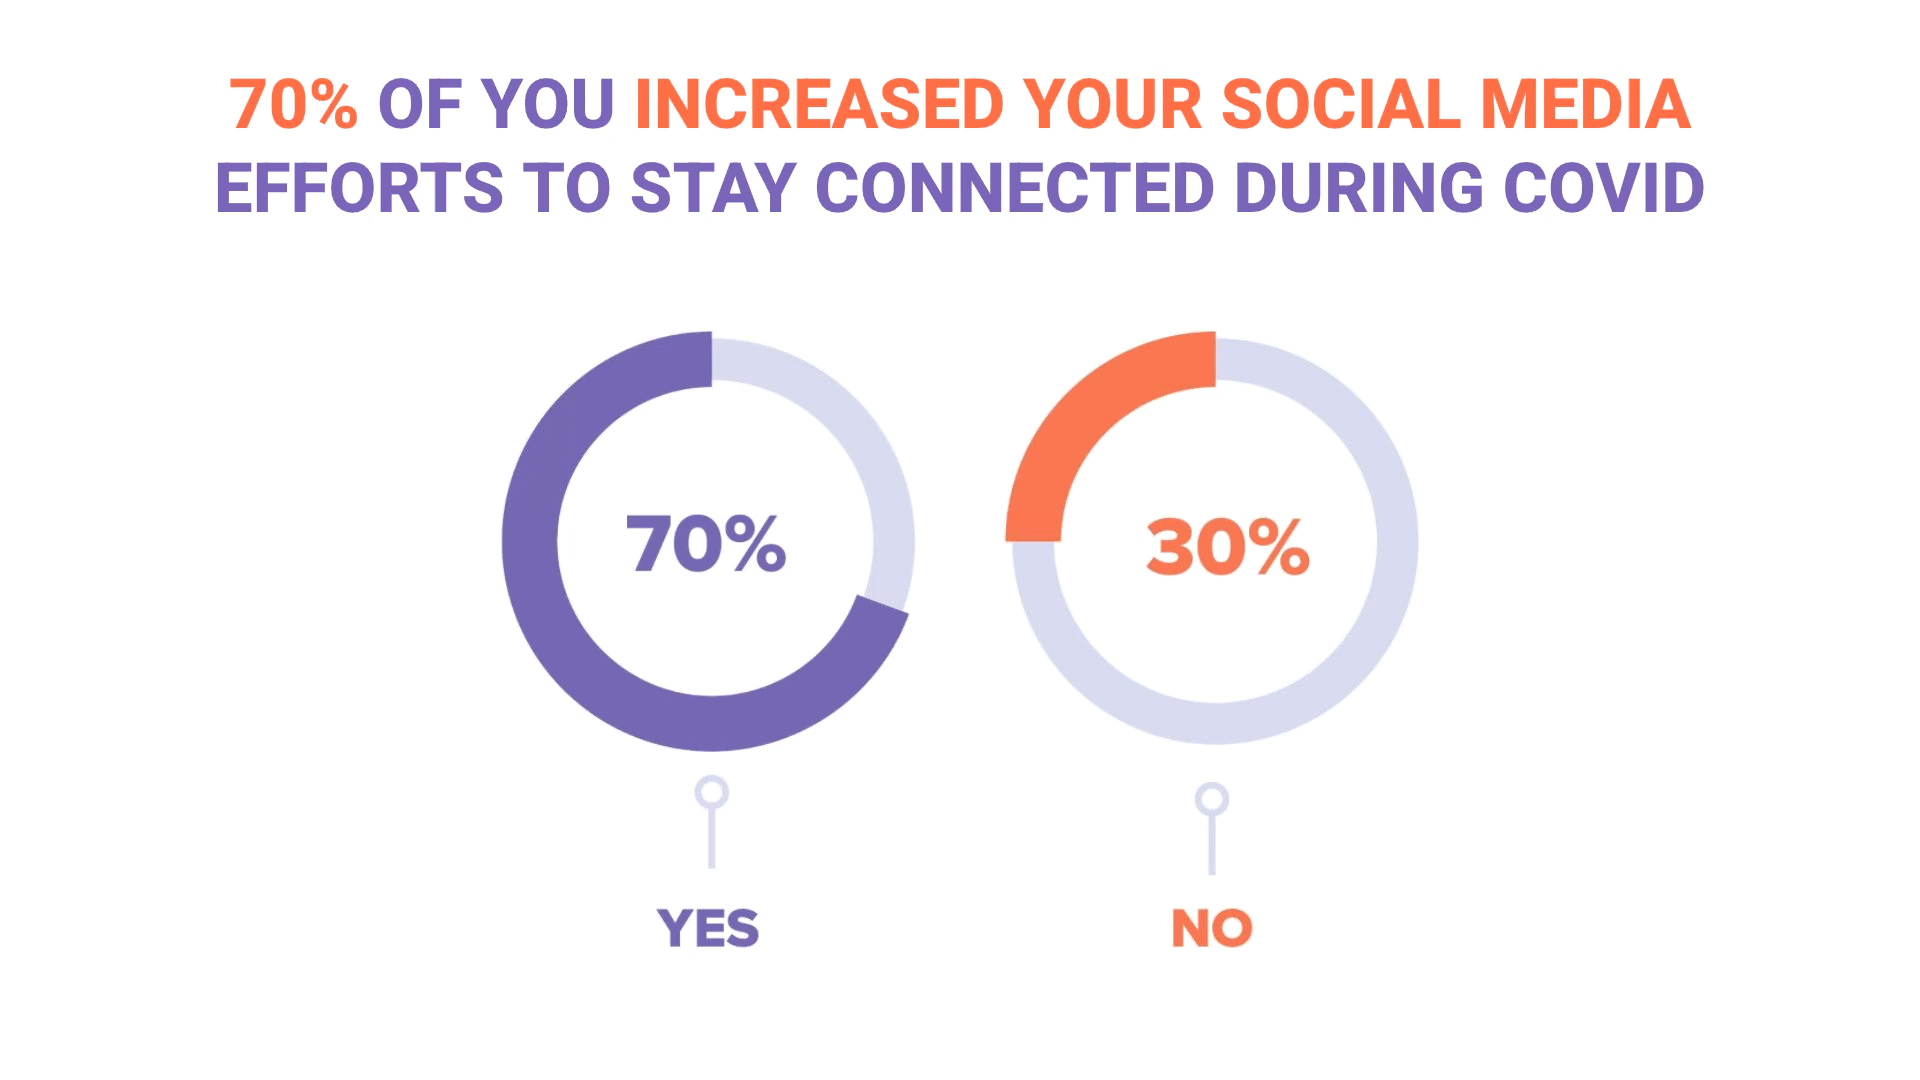 70% OF YOU INCREASED YOUR SOCIAL MEDIA
EFFORTS TO STAY CONNECTED DURING COVID
70%
30%
YES
NO